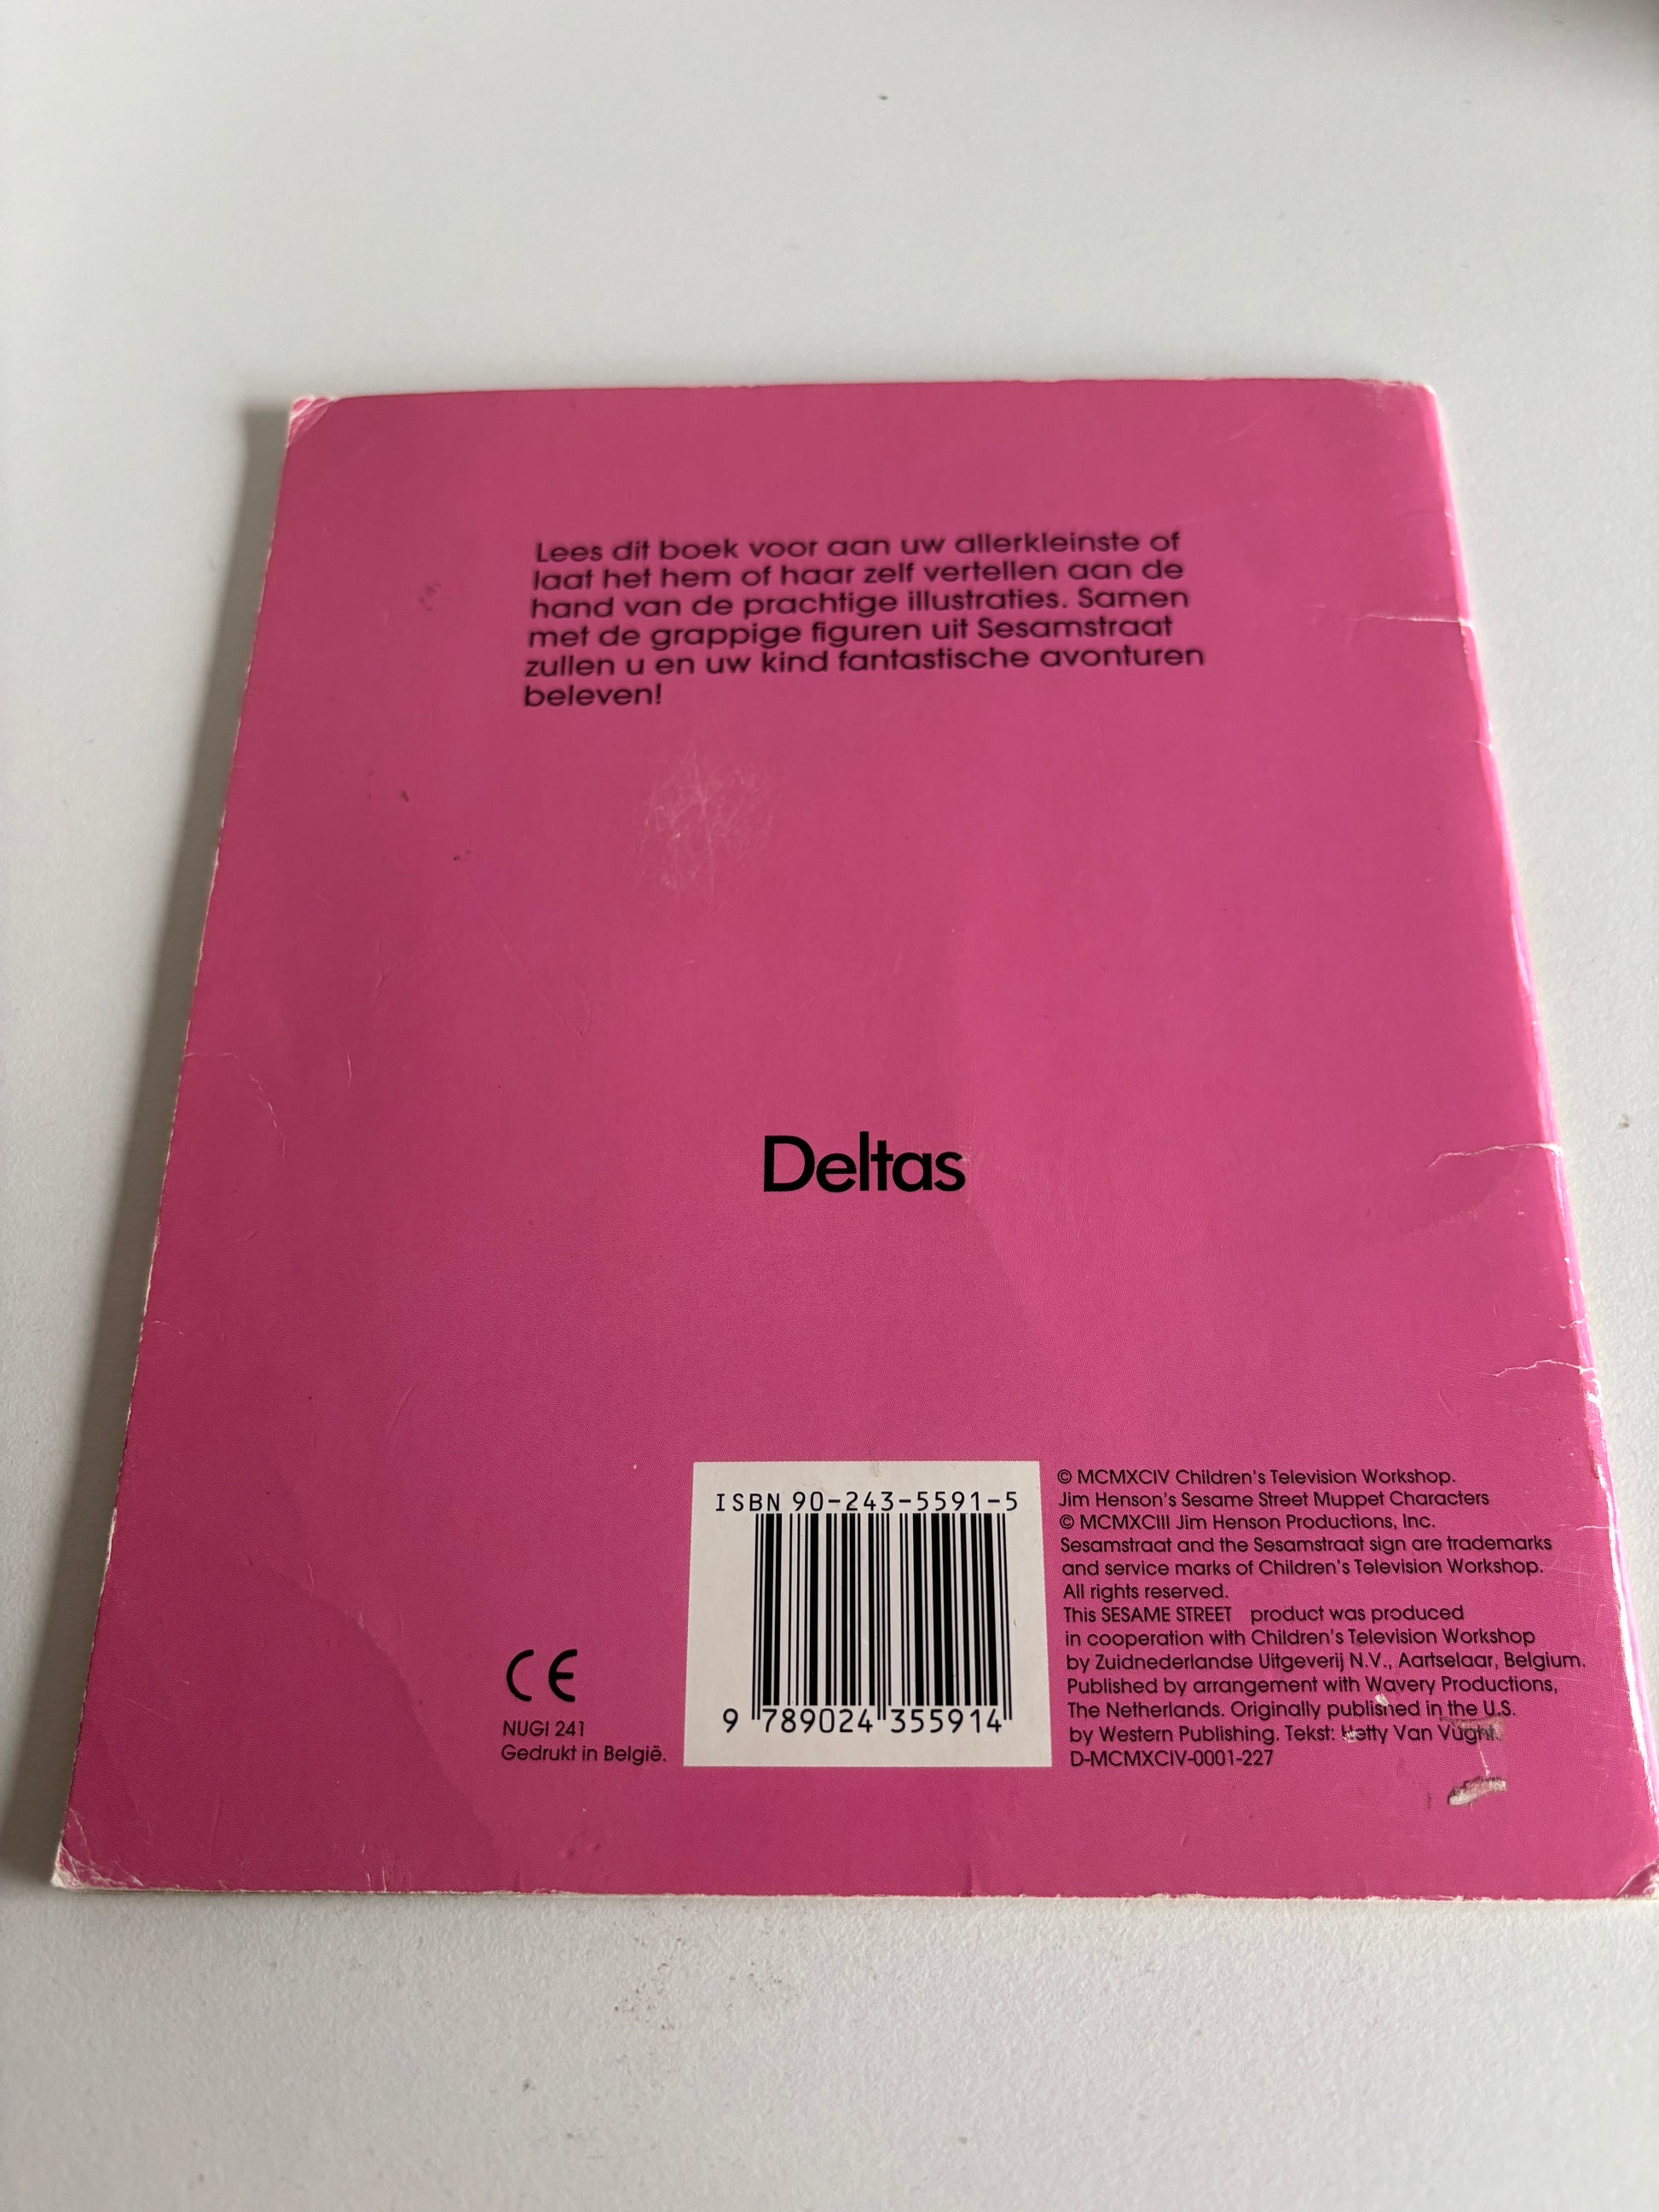 Lees dit boek voor aan uw allerkleinste of
laat het hem of haar zelf vertellen aan de
hand van de prachtige illustraties. Samen
met de grappige figuren uit Sesamstraat
zullen u en uw kind fantastische avonturen
beleven!
Deltas
CE
NUGI 241
Gedrukt in België.
ISBN 90-243-5591-5
9 789024 355914
© MCMXCIV Children's Television Workshop.
Jim Henson's Sesame Street Muppet Characters
© MCMXCIII Jim Henson Productions, Inc.
Sesamstraat and the Sesamstraat sign are trademarks
and service marks of Children's Television Workshop.
All rights reserved.
This SESAME STREET product was produced
in cooperation with Children's Television Workshop
by Zuidnederlandse Uitgeverij N.V., Aartselaar, Belgium.
Published by arrangement with Wavery Productions,
The Netherlands. Originally published in the U.S.
by Western Publishing. Tekst: Hetty Van Vught.
D-MCMXCIV-0001-227